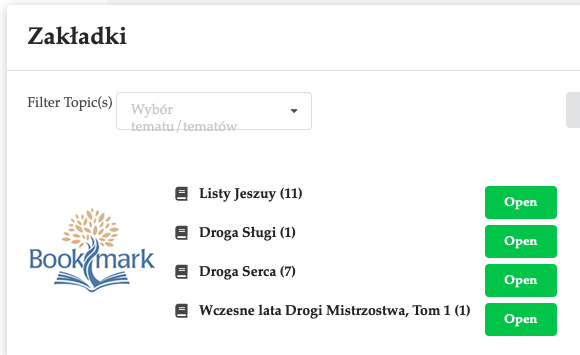 Zakładki
Filter Topic(s)
Wybór
tematu/tematów
Listy Jeszuy (11)
Open
Droga Sługi (1)
Open
Bookmark
Droga Serca (7)
Open
Wczesne lata Drogi Mistrzostwa, Tom 1 (1)
Open